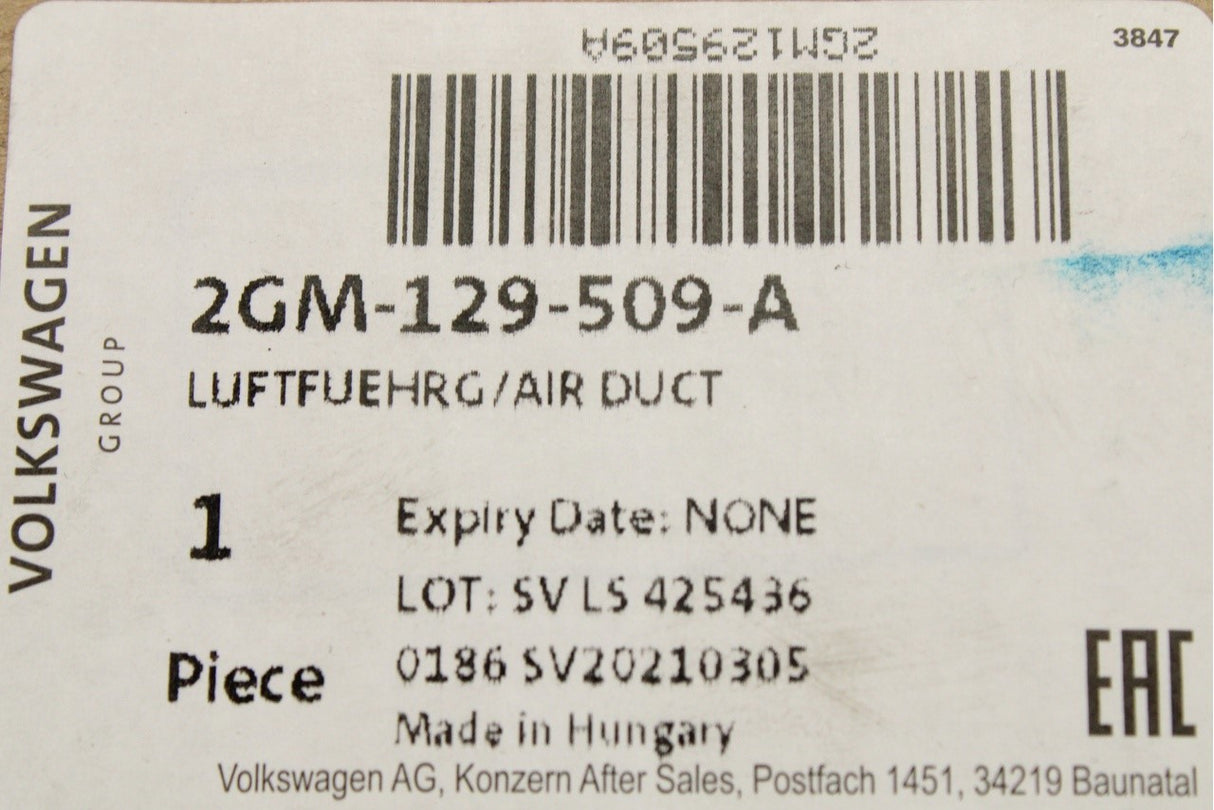 2GM129509A
3847
VOLKSWAGEN
GROUP
2GM-129-509-A
LUFTFUEHRG/AIR DUCT
1
Piece
Expiry Date: NONE
LOT: SV LS 425436
0186 SV20210305
Made in Hungary
EAC
Volkswagen AG, Konzern After Sales, Postfach 1451, 34219 Baunatal